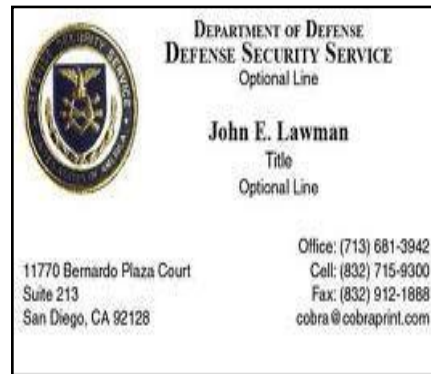 DEPARTMENT OF DEFENSE
DEFENSE SECURITY SERVICE
Optional Line
John E. Lawman
Title
Optional Line
11770 Bernardo Plaza Court
Suite 213
San Diego, CA 92128
Office: (713) 681-3942
Cell: (832) 715-9300
Fax: (832) 912-1888
cobra@cobraprint.com